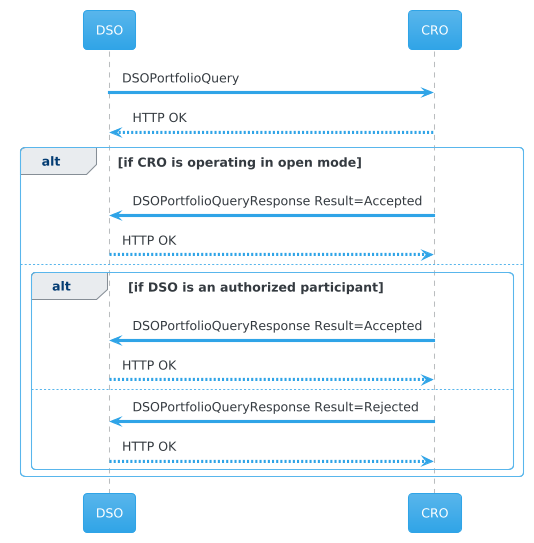 DSO CRO
DSOPortfolioQuery
HTTP OK
alt [if CRO is operating in open mode]
DSOPortfolioQueryResponse Result=Accepted
HTTP OK
alt [if DSO is an authorized participant]
DSOPortfolioQueryResponse Result=Accepted
HTTP OK
DSOPortfolioQueryResponse Result=Rejected
HTTP OK
DSO CRO